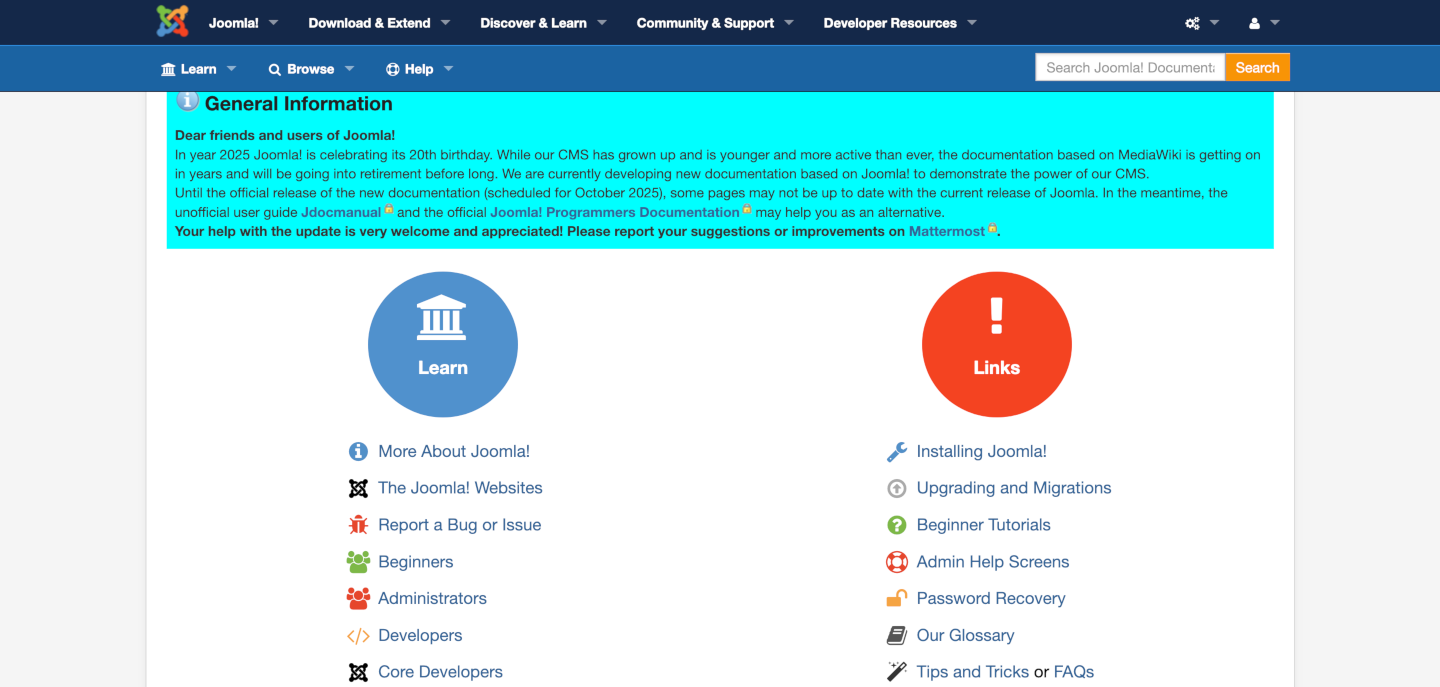 Joomla! Download & Extend Discover & Learn Community & Support Developer Resources
Learn Browse Help Search Joomla! Documenta Search
General Information
Dear friends and users of Joomla!
In year 2025 Joomla! is celebrating its 20th birthday. While our CMS has grown up and is younger and more active than ever, the documentation based on MediaWiki is getting on
in years and will be going into retirement before long. We are currently developing new documentation based on Joomla! to demonstrate the power of our CMS.
Until the official release of the new documentation (scheduled for October 2025), some pages may not be up to date with the current release of Joomla. In the meantime, the
unofficial user guide Jdocmanual and the official Joomla! Programmers Documentation may help you as an alternative.
Your help with the update is very welcome and appreciated! Please report your suggestions or improvements on Mattermost.
Learn
More About Joomla!
The Joomla! Websites
Report a Bug or Issue
Beginners
Administrators
Developers
Core Developers
Links
Installing Joomla!
Upgrading and Migrations
Beginner Tutorials
Admin Help Screens
Password Recovery
Our Glossary
Tips and Tricks or FAQs